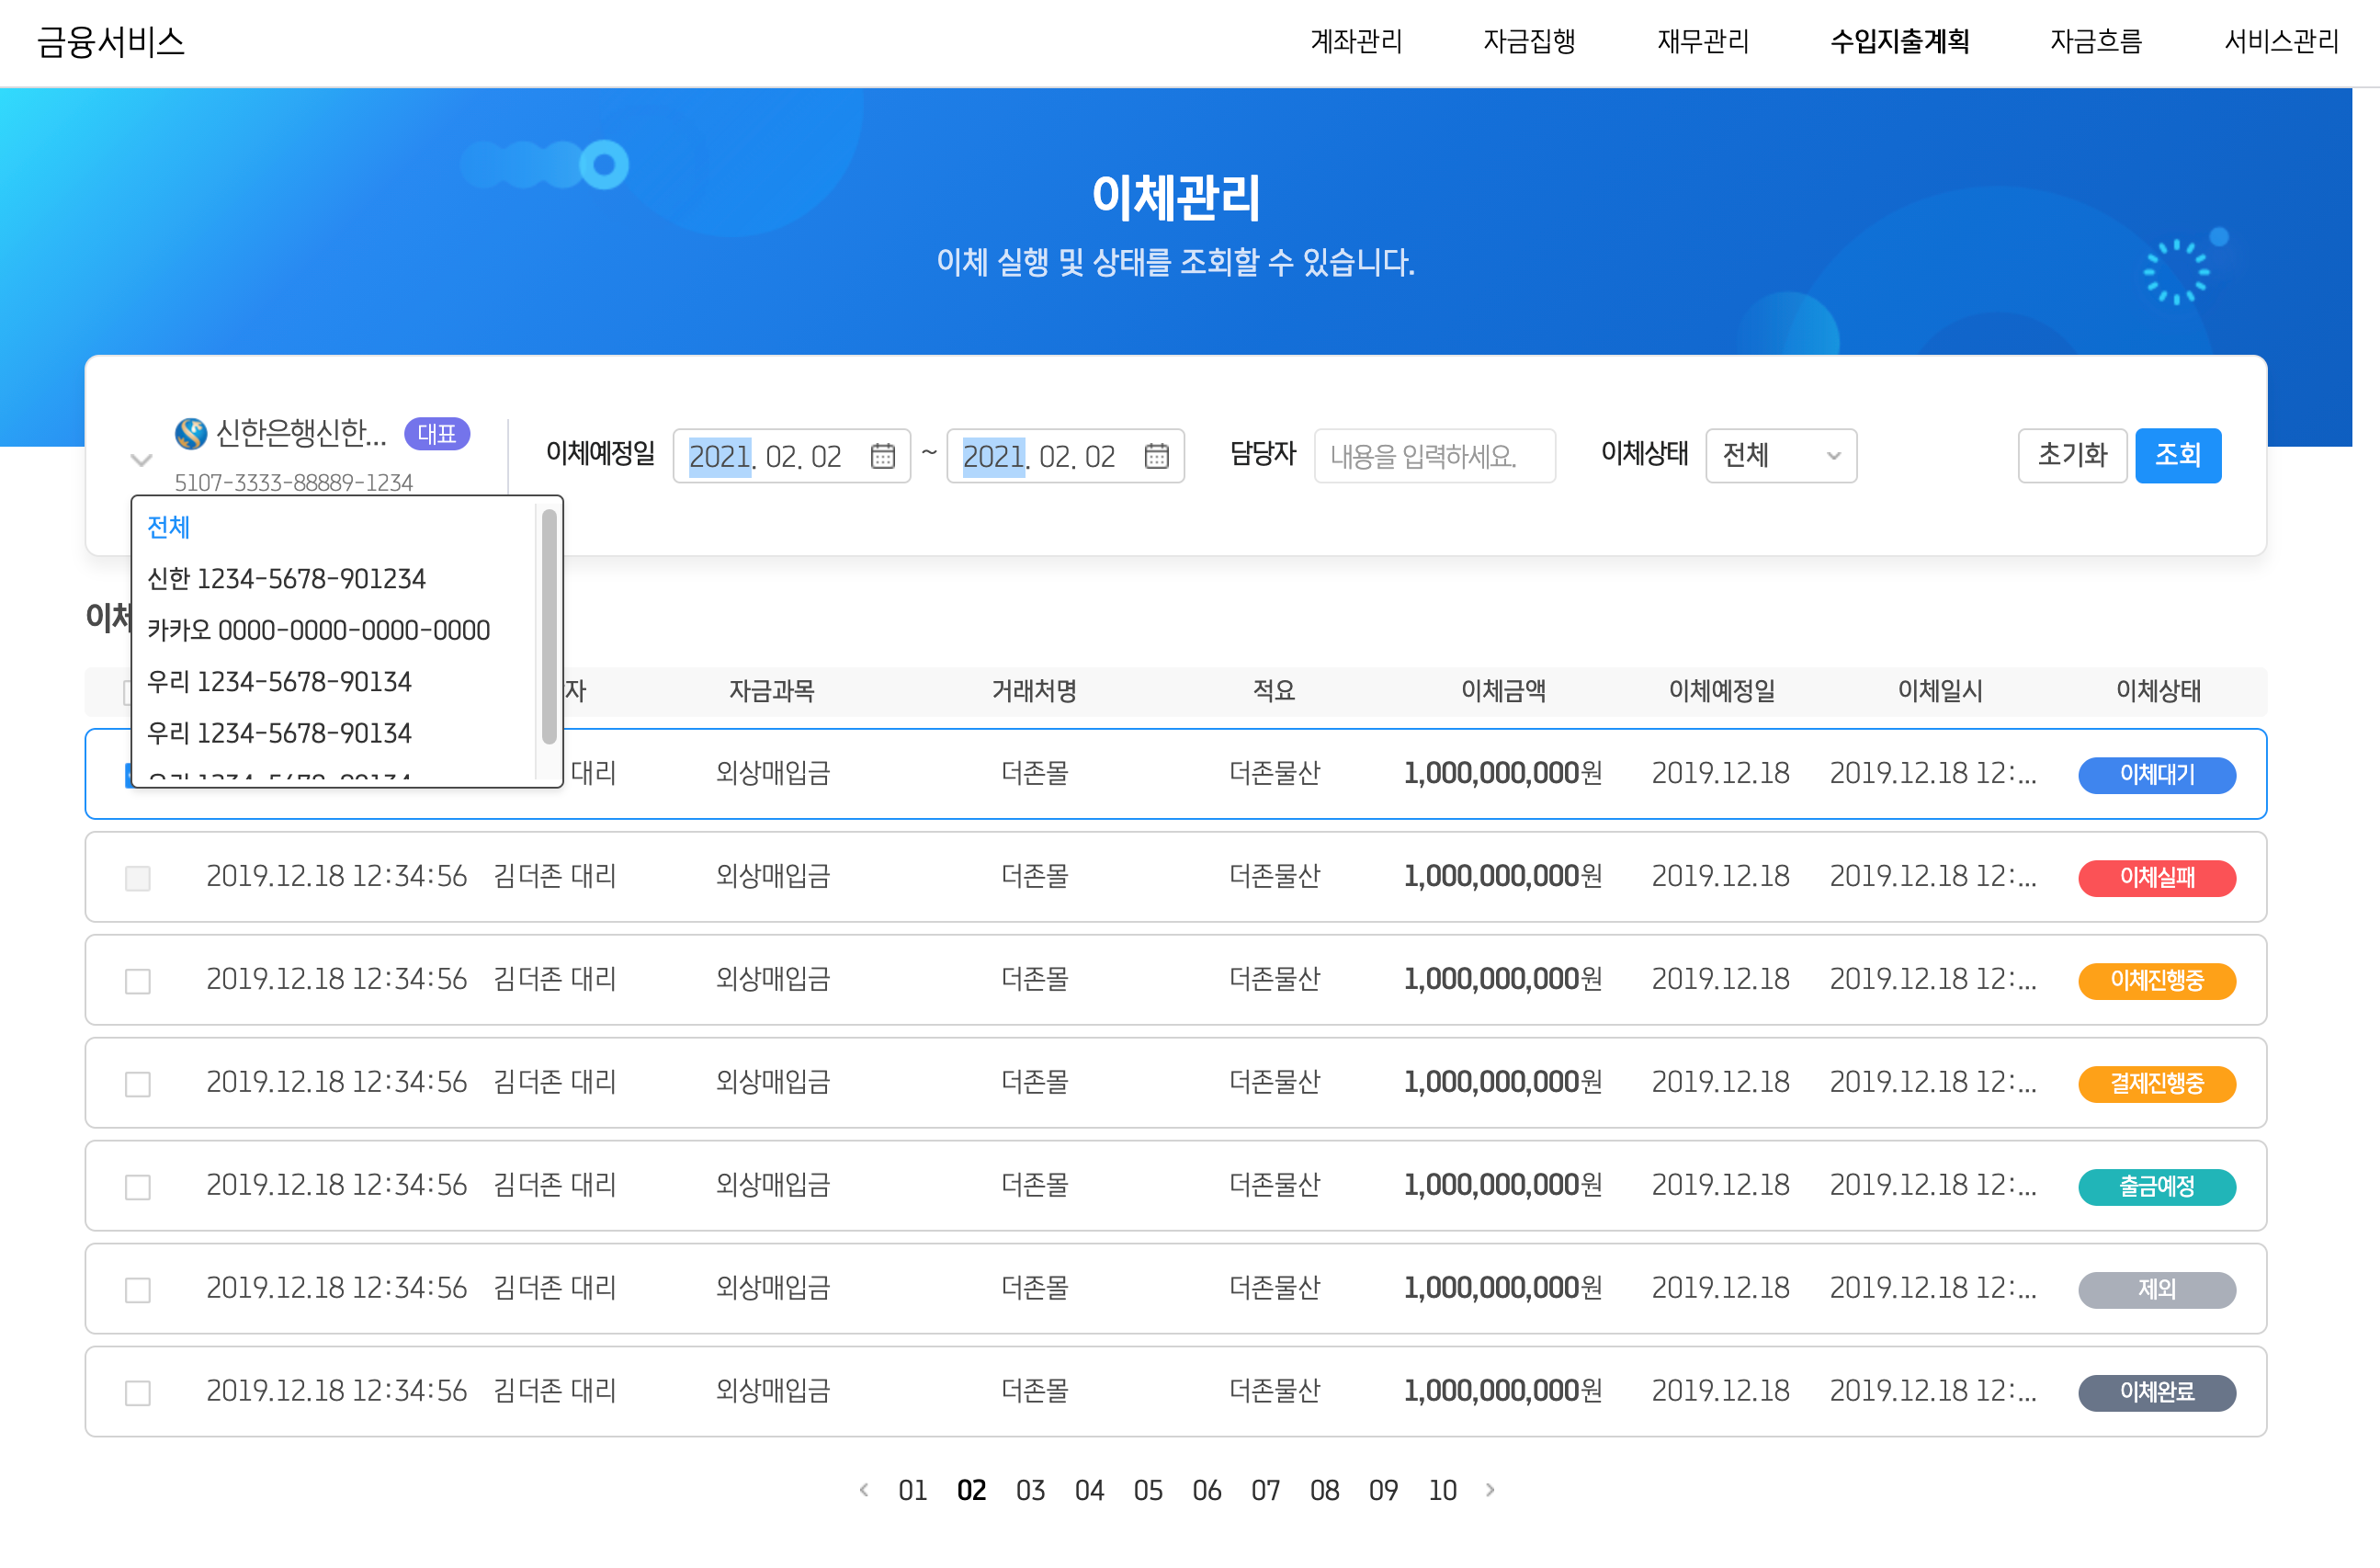 금융서비스 계좌관리 자금집행 재무관리 수입지출계획 자금흐름 서비스관리
이체관리
이체 실행 및 상태를 조회할 수 있습니다.
신한은행신한... 대표
5107-3333-88889-1234
이체예정일 2021. 02. 02 ~ 2021. 02. 02 담당자 내용을 입력하세요. 이체상태 전체 초기화 조회
전체
신한 1234-5678-901234
카카오 0000-0000-0000-0000
우리 1234-5678-90134
우리 1234-5678-90134
이체
자 자금과목 거래처명 적요 이체금액 이체예정일 이체일시 이체상태
대리 외상매입금 더존몰 더존물산 1,000,000,000원 2019.12.18 2019.12.18 12:... 이체대기
2019.12.18 12:34:56 김더존 대리 외상매입금 더존몰 더존물산 1,000,000,000원 2019.12.18 2019.12.18 12:... 이체실패
2019.12.18 12:34:56 김더존 대리 외상매입금 더존몰 더존물산 1,000,000,000원 2019.12.18 2019.12.18 12:... 이체진행중
2019.12.18 12:34:56 김더존 대리 외상매입금 더존몰 더존물산 1,000,000,000원 2019.12.18 2019.12.18 12:... 결제진행중
2019.12.18 12:34:56 김더존 대리 외상매입금 더존몰 더존물산 1,000,000,000원 2019.12.18 2019.12.18 12:... 출금예정
2019.12.18 12:34:56 김더존 대리 외상매입금 더존몰 더존물산 1,000,000,000원 2019.12.18 2019.12.18 12:... 제외
2019.12.18 12:34:56 김더존 대리 외상매입금 더존몰 더존물산 1,000,000,000원 2019.12.18 2019.12.18 12:... 이체완료
01 02 03 04 05 06 07 08 09 10